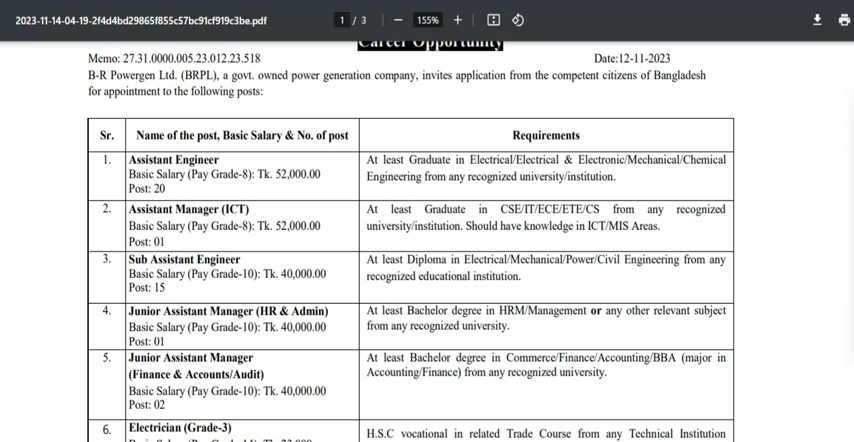 2023-11-14-04-19-2f4d4bd29865f855c57bc91cf919c3be.pdf
1 / 3
155%
Career Opportunity
Memo: 27.31.0000.005.23.012.23.518 Date:12-11-2023
B-R Powergen Ltd. (BRPL), a govt. owned power generation company, invites application from the competent citizens of Bangladesh
for appointment to the following posts:
Sr. Name of the post, Basic Salary & No. of post Requirements
1. Assistant Engineer
Basic Salary (Pay Grade-8): Tk. 52,000.00
Post: 20
At least Graduate in Electrical/Electrical & Electronic/Mechanical/Chemical
Engineering from any recognized university/institution.
2. Assistant Manager (ICT)
Basic Salary (Pay Grade-8): Tk. 52,000.00
Post: 01
At least Graduate in CSE/IT/ECE/ETE/CS from any recognized
university/institution. Should have knowledge in ICT/MIS Areas.
3. Sub Assistant Engineer
Basic Salary (Pay Grade-10): Tk. 40,000.00
Post: 15
At least Diploma in Electrical/Mechanical/Power/Civil Engineering from any
recognized educational institution.
4. Junior Assistant Manager (HR & Admin)
Basic Salary (Pay Grade-10): Tk. 40,000.00
Post: 01
At least Bachelor degree in HRM/Management or any other relevant subject
from any recognized university.
5. Junior Assistant Manager
(Finance & Accounts/Audit)
Basic Salary (Pay Grade-10): Tk. 40,000.00
Post: 02
At least Bachelor degree in Commerce/Finance/Accounting/BBA (major in
Accounting/Finance) from any recognized university.
6. Electrician (Grade-3)
H.S.C vocational in related Trade Course from any Technical Institution